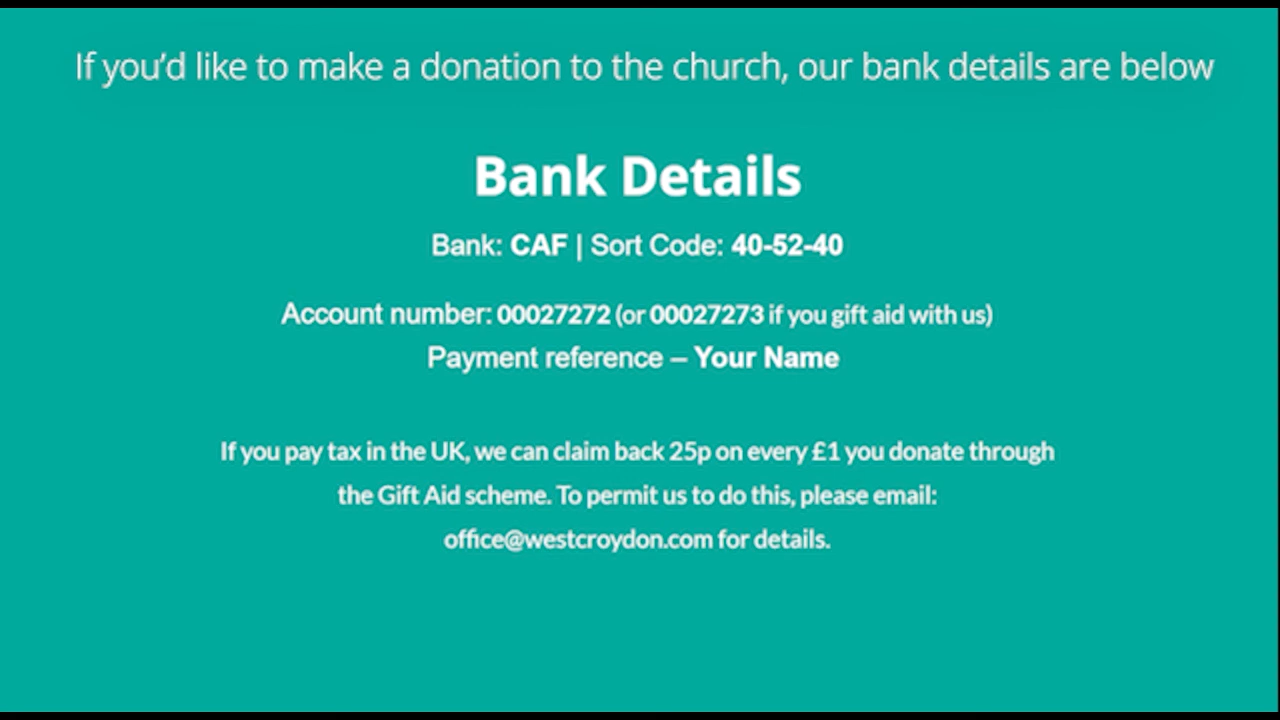 If you’d like to make a donation to the church, our bank details are below
Bank Details
Bank: CAF | Sort Code: 40-52-40
Account number: 00027272 (or 00027273 if you gift aid with us)
Payment reference – Your Name
If you pay tax in the UK, we can claim back 25p on every £1 you donate through
the Gift Aid scheme. To permit us to do this, please email:
office@westcroydon.com for details.